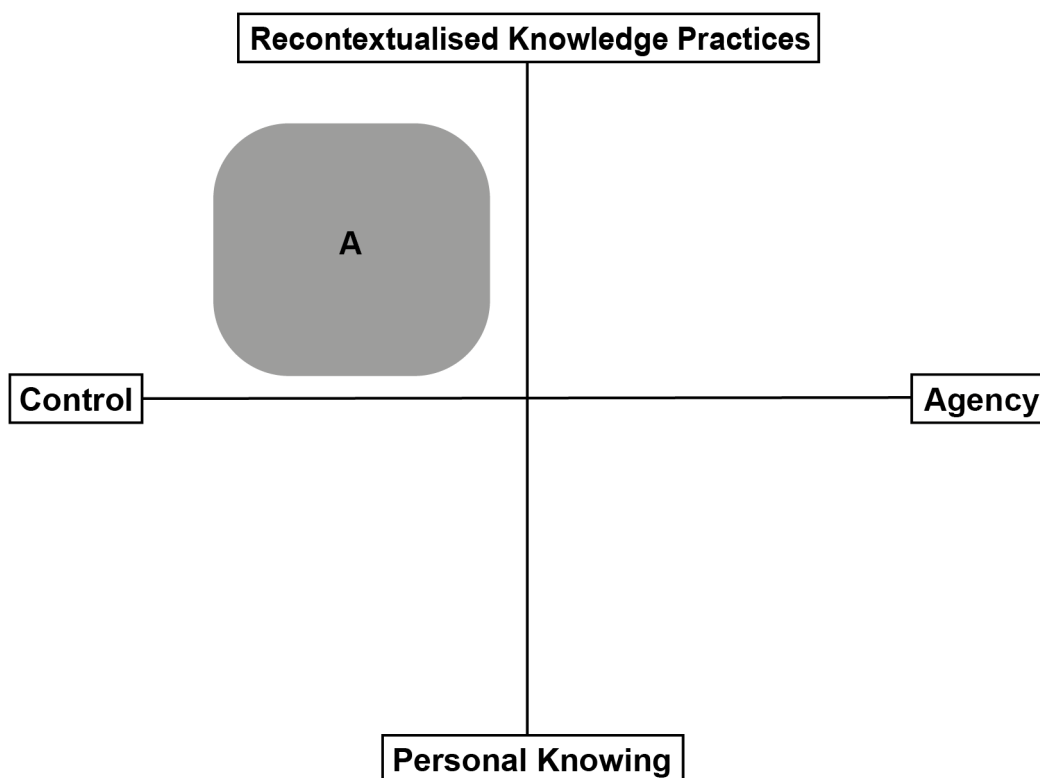 Recontextualised Knowledge Practices
A
Control
Agency
Personal Knowing